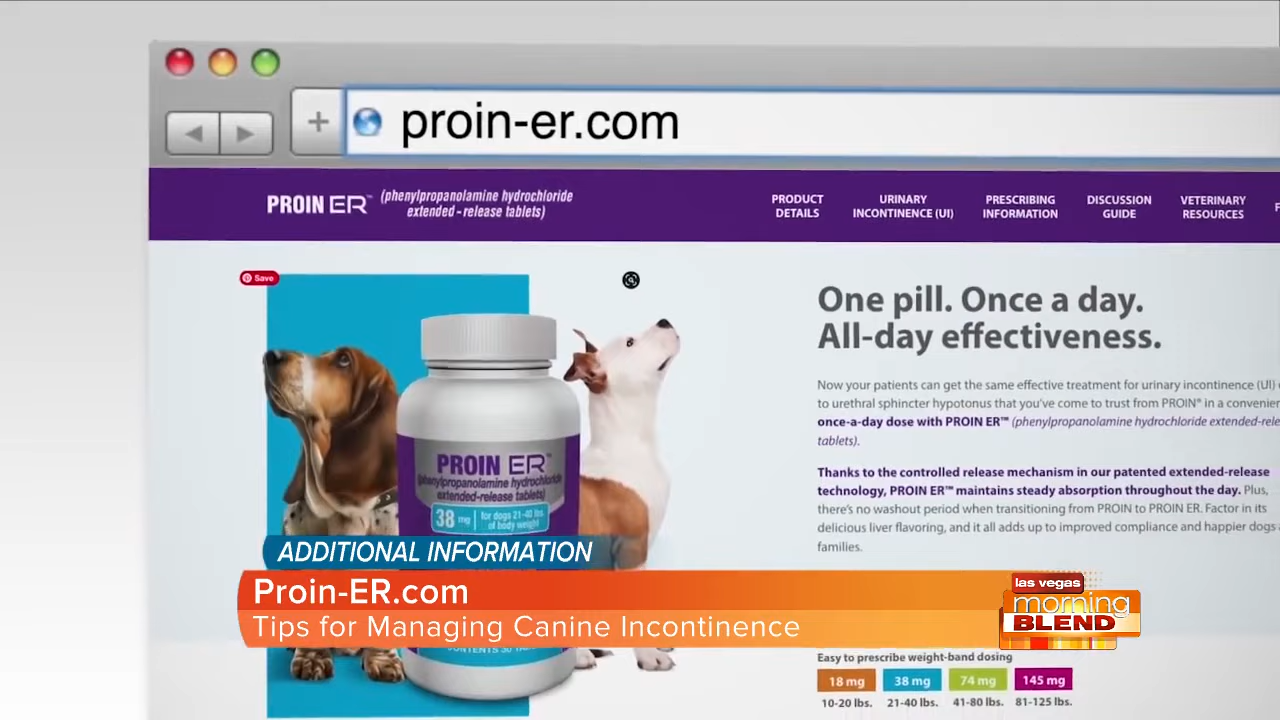 proin-er.com
PROIN ER™ (phenylpropanolamine hydrochloride
extended-release tablets)
PRODUCT
DETAILS
URINARY
INCONTINENCE (UI)
PRESCRIBING
INFORMATION
DISCUSSION
GUIDE
VETERINARY
RESOURCES
Save
One pill. Once a day.
All-day effectiveness.
Now your patients can get the same effective treatment for urinary incontinence (UI)
to urethral sphincter hypotonus that you've come to trust from PROIN® in a
once-a-day dose with PROIN ER™ (phenylpropanolamine hydrochloride
tablets).
Thanks to the controlled release mechanism in our patented extended-release
technology, PROIN ER™ maintains steady absorption throughout the day. Plus,
there's no washout period when transitioning from PROIN to PROIN ER. Factor in its
delicious liver flavoring, and it all adds up to improved compliance and happier dogs
families.
PROIN ER™
(phenylpropanolamine hydrochloride
extended-release tablets)
38 mg for dogs 21-40 lbs
of body weight
CONTENTS 30
ADDITIONAL INFORMATION
Proin-ER.com
Tips for Managing Canine Incontinence
las vegas
morning
BLEND
Easy to prescribe weight-band dosing
18 mg 38 mg 74 mg 145 mg
10-20 lbs. 21-40 lbs. 41-80 lbs. 81-125 lbs.